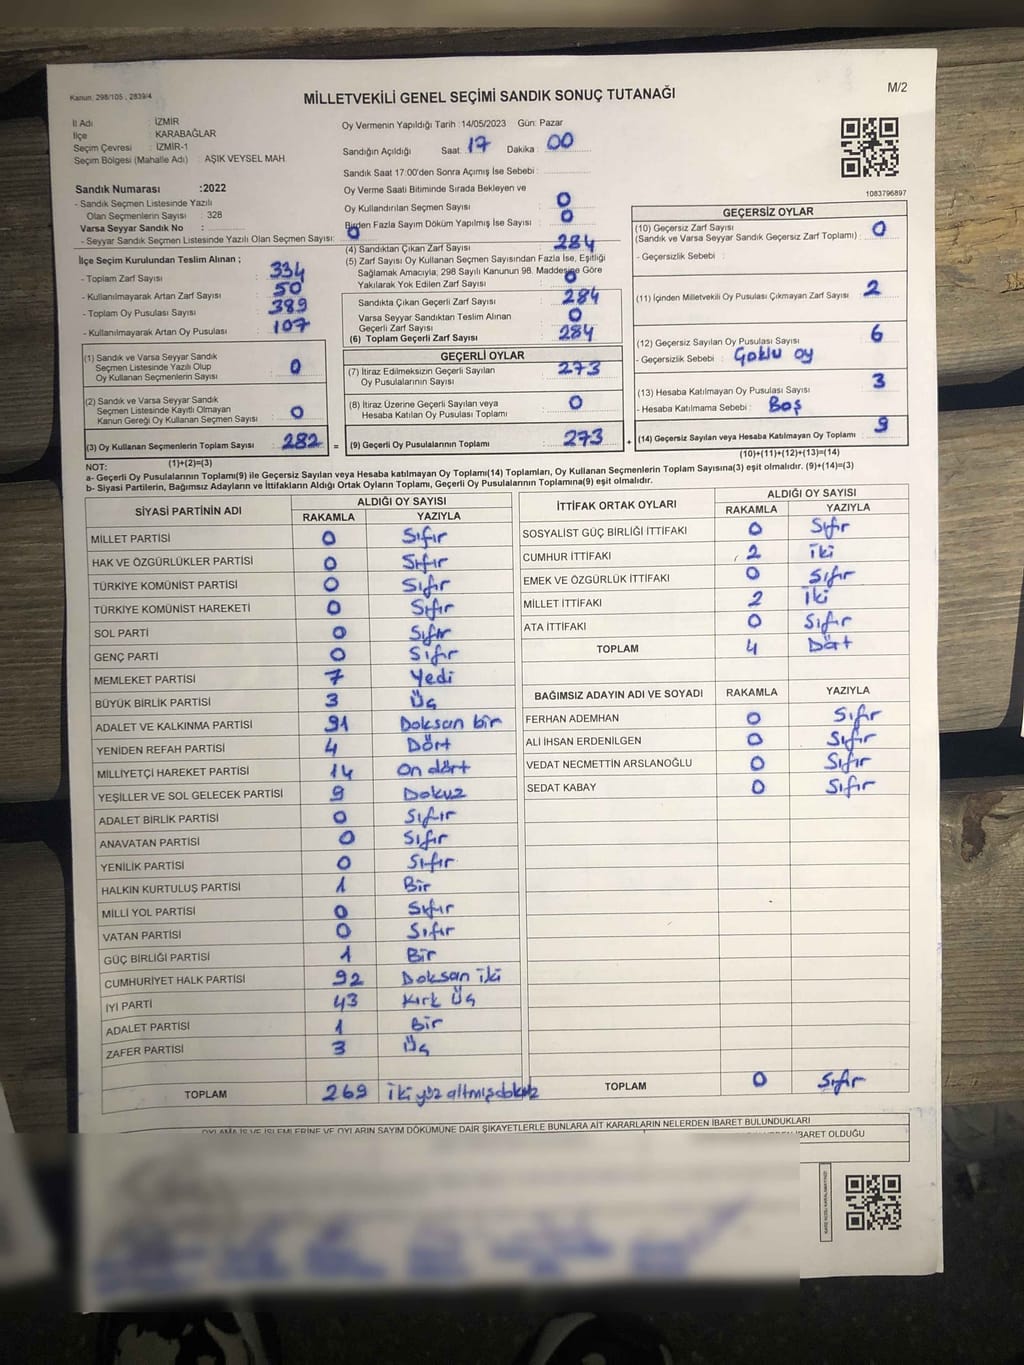 Kanun: 298/105 , 2839/4
MİLLETVEKİLİ GENEL SEÇİMİ SANDIK SONUÇ TUTANAĞI
M/2
İl Adı : İZMİR
İlçe : KARABAĞLAR
Seçim Çevresi : İZMİR-1
Seçim Bölgesi (Mahalle Adı) : AŞIK VEYSEL MAH
Sandık Numarası :2022
- Sandık Seçmen Listesinde Yazılı
Olan Seçmenlerin Sayısı : 328
Varsa Seyyar Sandık No :
- Seyyar Sandık Seçmen Listesinde Yazılı Olan Seçmen Sayısı: 0
İlçe Seçim Kurulundan Teslim Alınan ;
- Toplam Zarf Sayısı : 334
- Kullanılmayarak Artan Zarf Sayısı : 50
- Toplam Oy Pusulası Sayısı : 389
- Kullanılmayarak Artan Oy Pusulası : 107
(1) Sandık ve Varsa Seyyar Sandık
Seçmen Listesinde Yazılı Olup
Oy Kullanan Seçmenlerin Sayısı : 0
(2) Sandık ve Varsa Seyyar Sandık
Seçmen Listesinde Kayıtlı Olmayan
Kanun Gereği Oy Kullanan Seçmen Sayısı : 0
(3) Oy Kullanan Seçmenlerin Toplam Sayısı : 282 =
(1)+(2)=(3)
Oy Vermenin Yapıldığı Tarih :14/05/2023 Gün: Pazar
Sandığın Açıldığı Saat: 17 Dakika : 00
Sandık Saat 17:00'den Sonra Açımış İse Sebebi :
Oy Verme Saati Bitiminde Sırada Bekleyen ve
Oy Kullandırılan Seçmen Sayısı : 0
Birden Fazla Sayım Döküm Yapılmış İse Sayısı : 0
(4) Sandıktan Çıkan Zarf Sayısı : 284
(5) Zarf Sayısı Oy Kullanan Seçmen Sayısından Fazla İse, Eşitliği
Sağlamak Amacıyla, 298 Sayılı Kanunun 98. Maddesine Göre
Yakılarak Yok Edilen Zarf Sayısı : 0
Sandıkta Çıkan Geçerli Zarf Sayısı : 284
Varsa Seyyar Sandıktan Teslim Alınan
Geçerli Zarf Sayısı : 0
(6) Toplam Geçerli Zarf Sayısı : 284
GEÇERLİ OYLAR
(7) İtiraz Edilmeksizin Geçerli Sayılan
Oy Pusulalarının Sayısı : 273
(8) İtiraz Üzerine Geçerli Sayılan veya
Hesaba Katılan Oy Pusulası Toplamı : 0
(9) Geçerli Oy Pusulalarının Toplamı : 273 +
1083796897
GEÇERSİZ OYLAR
(10) Geçersiz Zarf Sayısı
(Sandık ve Varsa Seyyar Sandık Geçersiz Zarf Toplamı) : 0
- Geçersizlik Sebebi :
(11) İçinden Milletvekili Oy Pusulası Çıkmayan Zarf Sayısı : 2
(12) Geçersiz Sayılan Oy Pusulası Sayısı : 6
- Geçersizlik Sebebi : Çoklu oy
(13) Hesaba Katılmayan Oy Pusulası Sayısı : 3
- Hesaba Katılmama Sebebi : Boş
(14) Geçersiz Sayılan veya Hesaba Katılmayan Oy Toplamı : 9
(10)+(11)+(12)+(13)=(14)
NOT:
a- Geçerli Oy Pusulalarının Toplamı(9) ile Geçersiz Sayılan veya Hesaba katılmayan Oy Toplamı(14) Toplamları, Oy Kullanan Seçmenlerin Toplam Sayısına(3) eşit olmalıdır. (9)+(14)=(3)
b- Siyasi Partilerin, Bağımsız Adayların ve İttifakların Aldığı Ortak Oyların Toplamı, Geçerli Oy Pusulalarının Toplamına(9) eşit olmalıdır.
SİYASİ PARTİNİN ADI ALDIĞI OY SAYISI
RAKAMLA YAZIYLA
MİLLET PARTİSİ 0 Sıfır
HAK VE ÖZGÜRLÜKLER PARTİSİ 0 Sıfır
TÜRKİYE KOMÜNİST PARTİSİ 0 Sıfır
TÜRKİYE KOMÜNİST HAREKETİ 0 Sıfır
SOL PARTİ 0 Sıfır
GENÇ PARTİ 0 Sıfır
MEMLEKET PARTİSİ 7 Yedi
BÜYÜK BİRLİK PARTİSİ 3 Üç
ADALET VE KALKINMA PARTİSİ 91 Doksan bir
YENİDEN REFAH PARTİSİ 4 Dört
MİLLİYETÇİ HAREKET PARTİSİ 14 On dört
YEŞİLLER VE SOL GELECEK PARTİSİ 9 Dokuz
ADALET BİRLİK PARTİSİ 0 Sıfır
ANAVATAN PARTİSİ 0 Sıfır
YENİLİK PARTİSİ 0 Sıfır
HALKIN KURTULUŞ PARTİSİ 1 Bir
MİLLİ YOL PARTİSİ 0 Sıfır
VATAN PARTİSİ 0 Sıfır
GÜÇ BİRLİĞİ PARTİSİ 1 Bir
CUMHURİYET HALK PARTİSİ 92 Doksan iki
İYİ PARTİ 43 Kırk Üç
ADALET PARTİSİ 1 Bir
ZAFER PARTİSİ 3 Üç
TOPLAM 269 iki yüz altmış dokuz
İTTİFAK ORTAK OYLARI ALDIĞI OY SAYISI
RAKAMLA YAZIYLA
SOSYALİST GÜÇ BİRLİĞİ İTTİFAKI 0 Sıfır
CUMHUR İTTİFAKI 2 iki
EMEK VE ÖZGÜRLÜK İTTİFAKI 0 Sıfır
MİLLET İTTİFAKI 2 iki
ATA İTTİFAKI 0 Sıfır
TOPLAM 4 Dört
BAĞIMSIZ ADAYIN ADI VE SOYADI RAKAMLA YAZIYLA
FERHAN ADEMHAN 0 Sıfır
ALİ İHSAN ERDENİLGEN 0 Sıfır
VEDAT NECMETTİN ARSLANOĞLU 0 Sıfır
SEDAT KABAY 0 Sıfır
TOPLAM 0 Sıfır
OYLAMA İŞ VE İŞLEMLERİNE VE OYLARIN SAYIM DÖKÜMÜNE DAİR ŞİKAYETLERLE BUNLARA AİT KARARLARIN NELERDEN İBARET BULUNDUKLARI
İBARET OLDUĞU